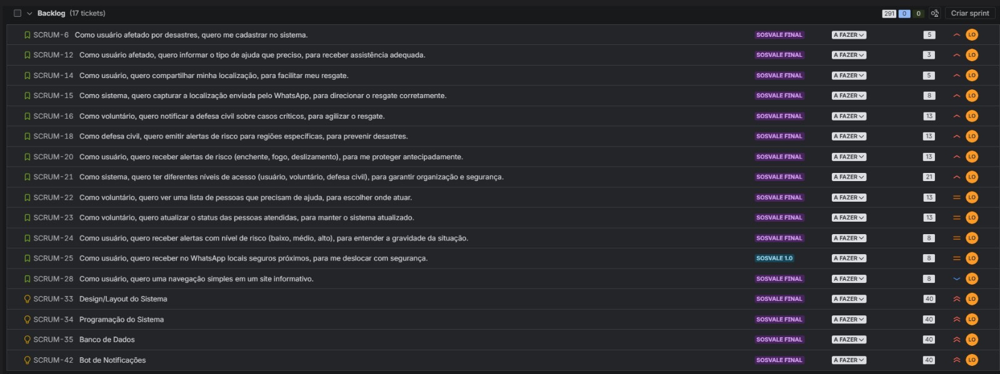 Backlog (17 tickets) 291 0 0 Criar sprint
SCRUM-6 Como usuário afetado por desastres, quero me cadastrar no sistema. SOSVALE FINAL A FAZER 5 LO
SCRUM-12 Como usuário afetado, quero informar o tipo de ajuda que preciso, para receber assistência adequada. SOSVALE FINAL A FAZER 3 LO
SCRUM-14 Como usuário, quero compartilhar minha localização, para facilitar meu resgate. SOSVALE FINAL A FAZER 5 LO
SCRUM-15 Como sistema, quero capturar a localização enviada pelo WhatsApp, para direcionar o resgate corretamente. SOSVALE FINAL A FAZER 8 LO
SCRUM-16 Como voluntário, quero notificar a defesa civil sobre casos críticos, para agilizar o resgate. SOSVALE FINAL A FAZER 13 LO
SCRUM-18 Como defesa civil, quero emitir alertas de risco para regiões específicas, para prevenir desastres. SOSVALE FINAL A FAZER 13 LO
SCRUM-20 Como usuário, quero receber alertas de risco (enchente, fogo, deslizamento), para me proteger antecipadamente. SOSVALE FINAL A FAZER 13 LO
SCRUM-21 Como sistema, quero ter diferentes níveis de acesso (usuário, voluntário, defesa civil), para garantir organização e segurança. SOSVALE FINAL A FAZER 21 LO
SCRUM-22 Como voluntário, quero ver uma lista de pessoas que precisam de ajuda, para escolher onde atuar. SOSVALE FINAL A FAZER 13 LO
SCRUM-23 Como voluntário, quero atualizar o status das pessoas atendidas, para manter o sistema atualizado. SOSVALE FINAL A FAZER 13 LO
SCRUM-24 Como usuário, quero receber alertas com nível de risco (baixo, médio, alto), para entender a gravidade da situação. SOSVALE FINAL A FAZER 8 LO
SCRUM-25 Como usuário, quero receber no WhatsApp locais seguros próximos, para me deslocar com segurança. SOSVALE 1.0 A FAZER 8 LO
SCRUM-28 Como usuário, quero uma navegação simples em um site informativo. SOSVALE FINAL A FAZER 8 LO
SCRUM-33 Design/Layout do Sistema SOSVALE FINAL A FAZER 40 LO
SCRUM-34 Programação do Sistema SOSVALE FINAL A FAZER 40 LO
SCRUM-35 Banco de Dados SOSVALE FINAL A FAZER 40 LO
SCRUM-42 Bot de Notificações SOSVALE FINAL A FAZER 40 LO